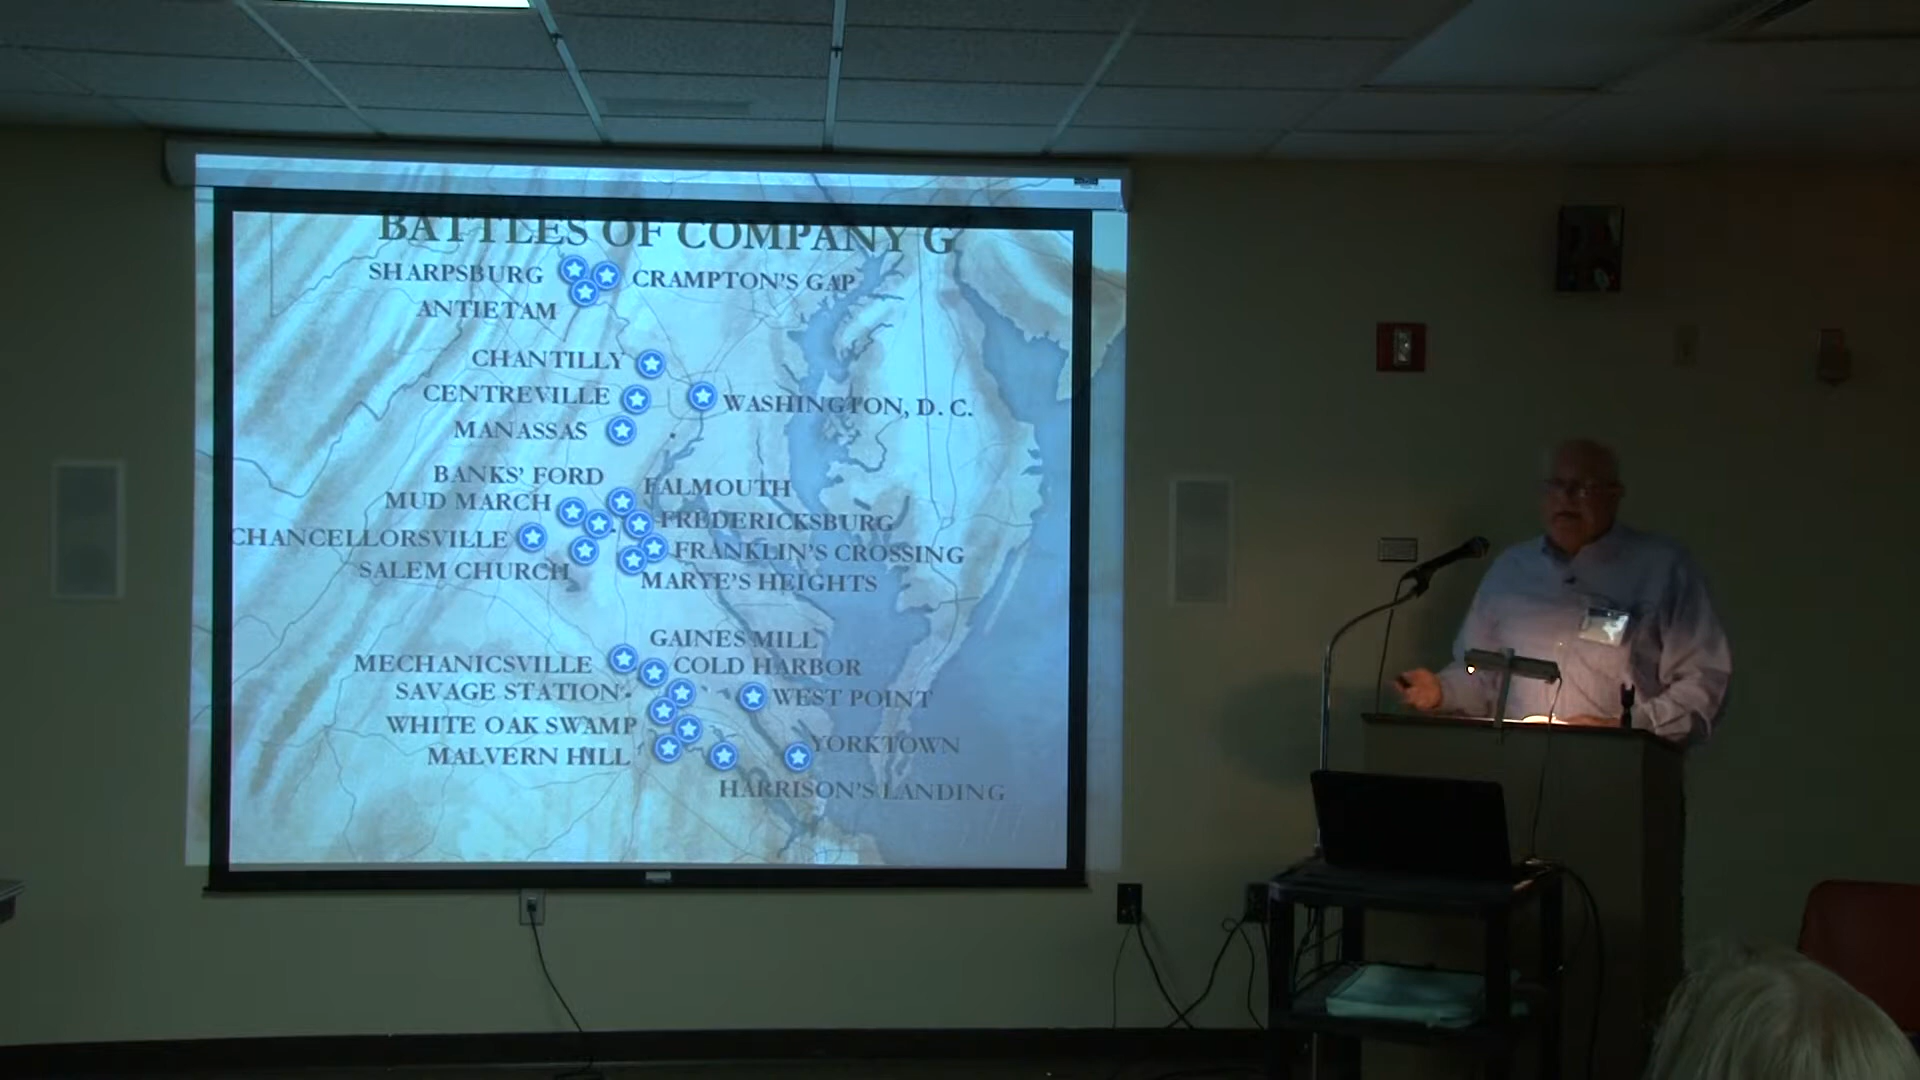 BATTLES OF COMPANY G
SHARPSBURG
CRAMPTON'S GAP
ANTIETAM
CHANTILLY
CENTREVILLE
WASHINGTON, D. C.
MANASSAS
BANKS' FORD
FALMOUTH
MUD MARCH
FREDERICKSBURG
CHANCELLORSVILLE
FRANKLIN'S CROSSING
SALEM CHURCH
MARYE'S HEIGHTS
GAINES MILL
MECHANICSVILLE
COLD HARBOR
SAVAGE STATION
WEST POINT
WHITE OAK SWAMP
YORKTOWN
MALVERN HILL
HARRISON'S LANDING